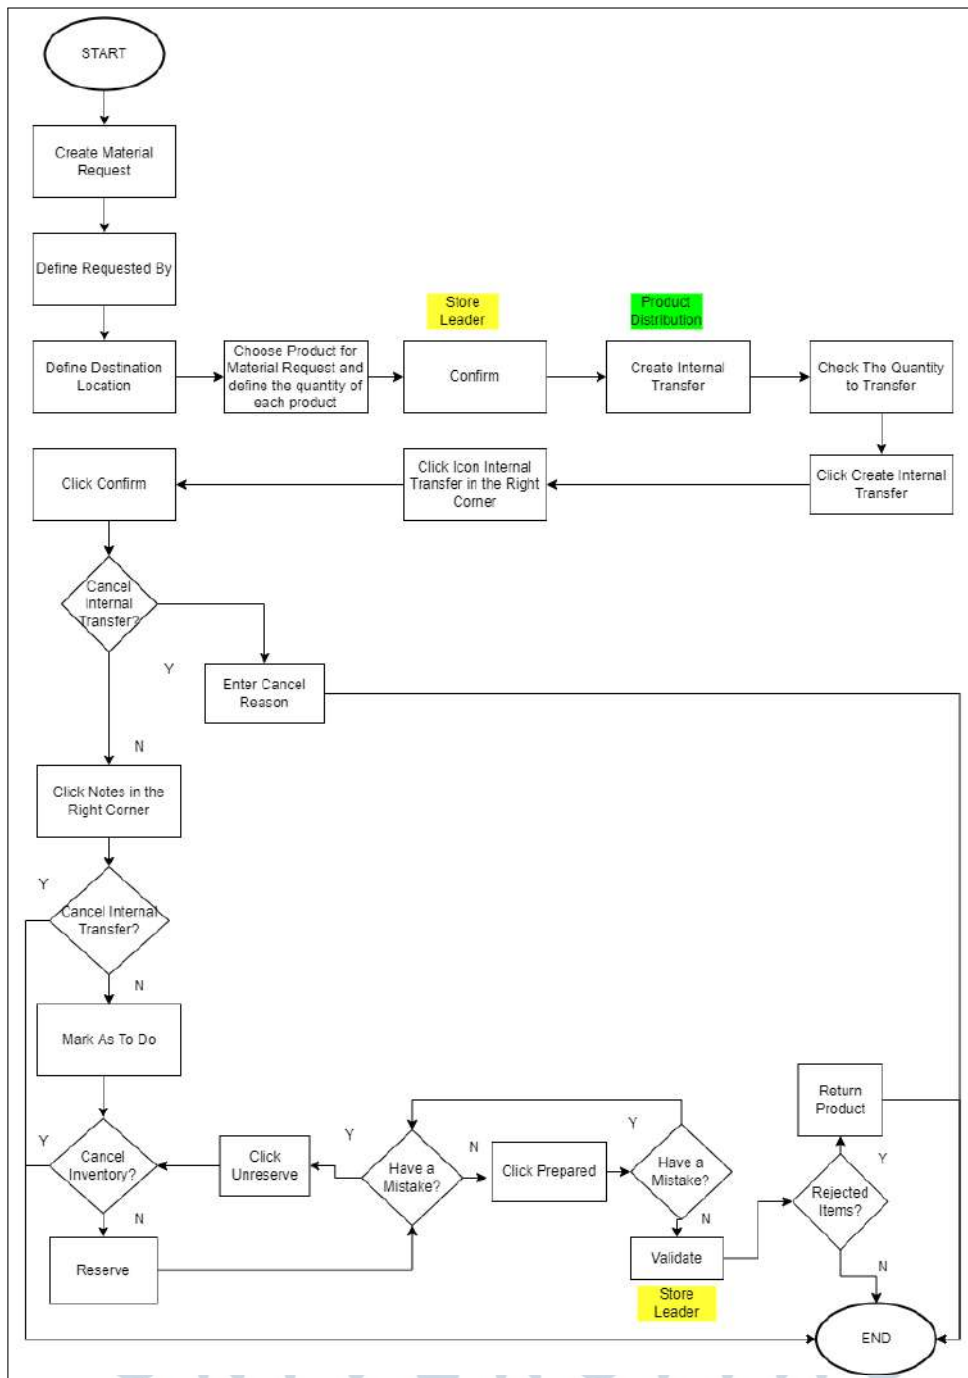 START
Create Material
Request
Define Requested By
Store
Leader
Product
Distribution
Define Destination
Location
Choose Product for
Material Request and
define the quantity of
each product
Confirm
Create Internal
Transfer
Check The Quantity
to Transfer
Click Confirm
Click Icon Internal
Transfer in the Right
Corner
Click Create Internal
Transfer
Cancel
Internal
Transfer?
Y
Enter Cancel
Reason
N
Click Notes in the
Right Corner
Y
Cancel Internal
Transfer?
N
Mark As To Do
Return
Product
Y
Cancel
Inventory?
Click
Unreserve
Y
Have a
Mistake?
N
Click Prepared
Y
Have a
Mistake?
Y
Rejected
Items?
N
Reserve
N
Validate
N
Store
Leader
END